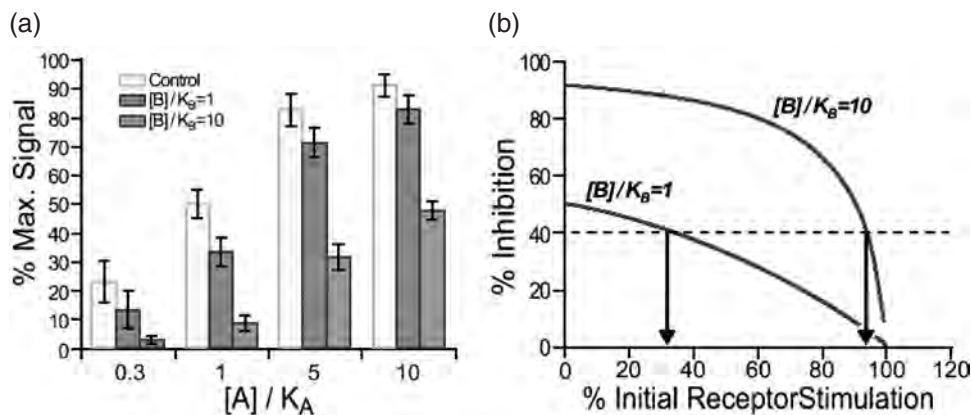 (a)
% Max. Signal
100
90
80
70
60
50
40
30
20
10
0
Control
[B]/K_B=1
[B]/K_B=10
0.3 1 5 10
[A] / K_A
(b)
% Inhibition
100
80
60
40
20
0
[B]/K_B=10
[B]/K_B=1
0 20 40 60 80 100 120
% Initial ReceptorStimulation